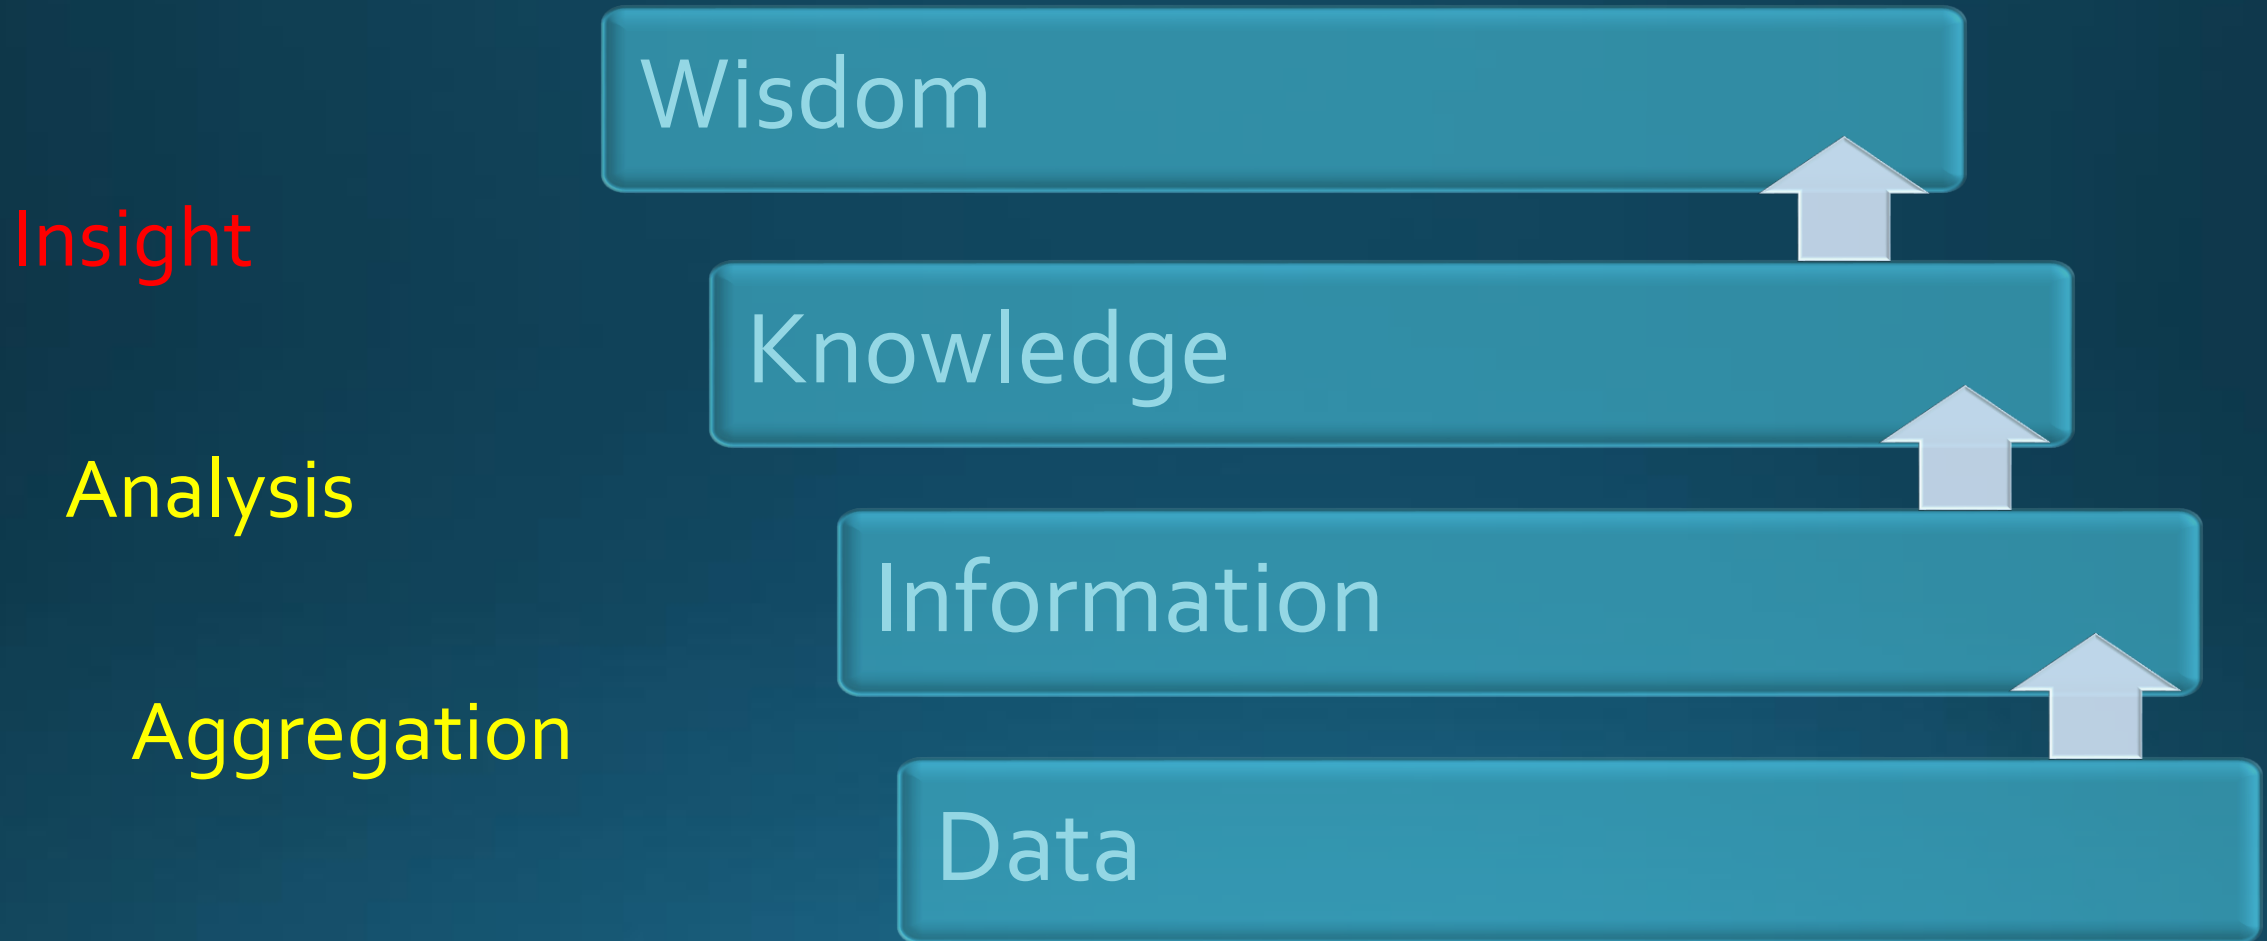 Wisdom
Insight
Knowledge
Analysis
Information
Aggregation
Data